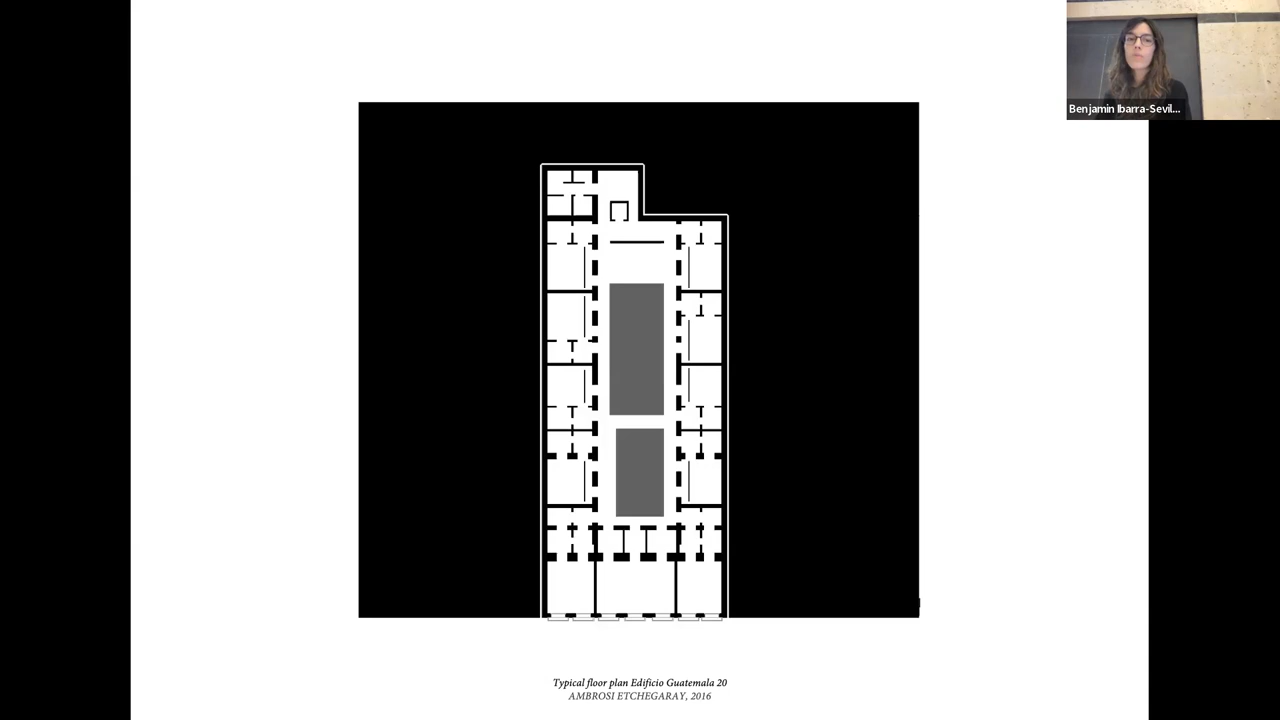 Benjamin Ibarra-Sevil...
Typical floor plan Edificio Guatemala 20
AMBROSI ETCHEGARAY, 2016